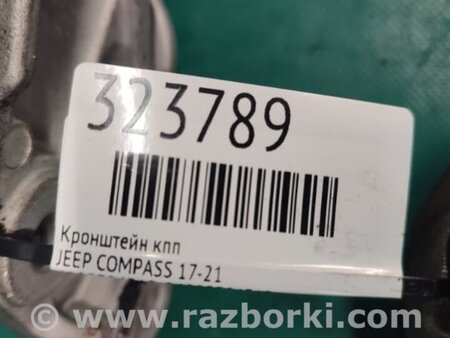 323789
Кронштейн кпп
JEEP COMPASS 17-21
www.razborki.com